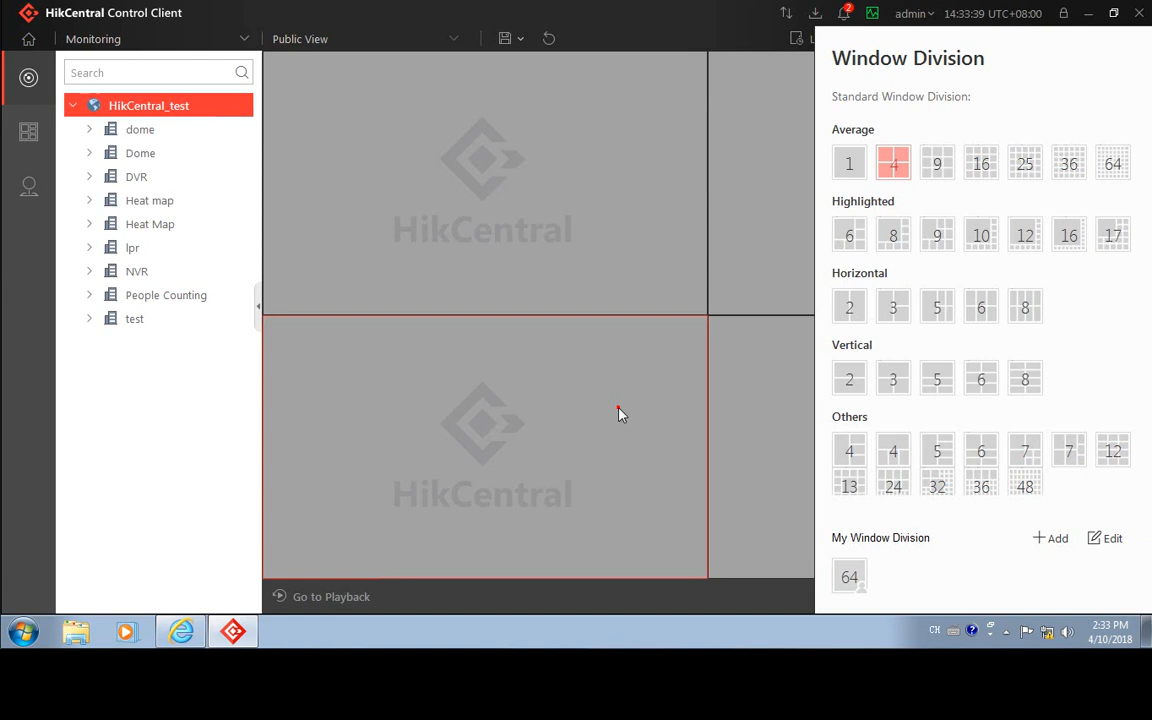 HikCentral Control Client
2
admin
14:33:39 UTC+08:00
Monitoring
Public View
Search
HikCentral_test
dome
Dome
DVR
Heat map
Heat Map
lpr
NVR
People Counting
test
HikCentral
HikCentral
Go to Playback
Window Division
Standard Window Division:
Average
1 4 9 16 25 36 64
Highlighted
6 8 9 10 12 16 17
Horizontal
2 3 5 6 8
Vertical
2 3 5 6 8
Others
4 4 5 6 7 7 12
13 24 32 36 48
My Window Division
Add
Edit
64
CH
2:33 PM
4/10/2018